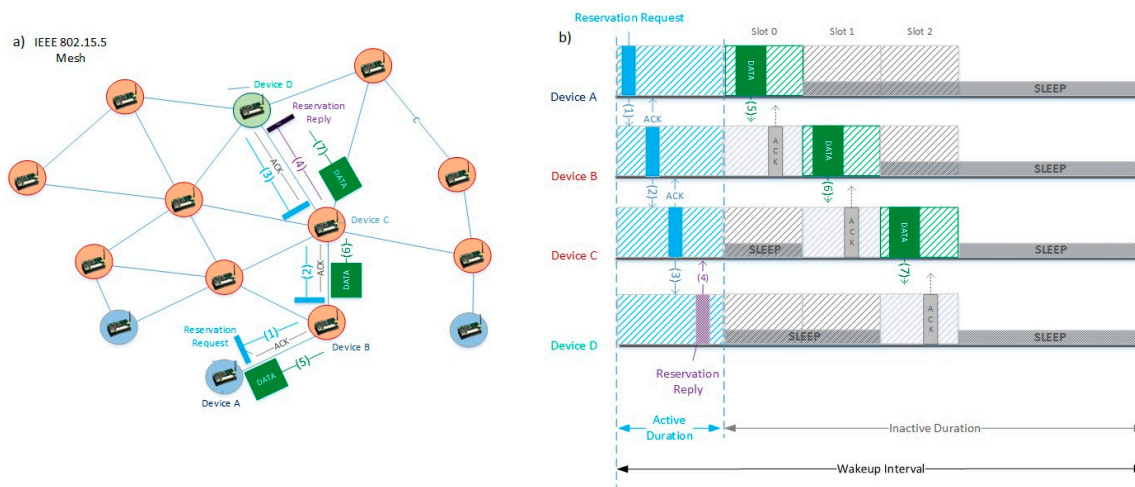 a) IEEE 802.15.5
Mesh
Device D
Reservation
Reply
C
(7)
ACK
(4)
(3)
DATA
Device C
(2)
ACK
(6)
DATA
Reservation
Request
(1)
ACK
Device B
DATA
(5)
Device A
b)
Reservation Request
Slot 0
Slot 1
Slot 2
DATA
SLEEP
Device A
(1)
ACK
(5)
ACK
DATA
SLEEP
Device B
(2)
ACK
(6)
ACK
DATA
SLEEP
SLEEP
Device C
(3)
(4)
(7)
ACK
SLEEP
SLEEP
Device D
Reservation
Reply
Active
Duration
Inactive Duration
Wakeup Interval